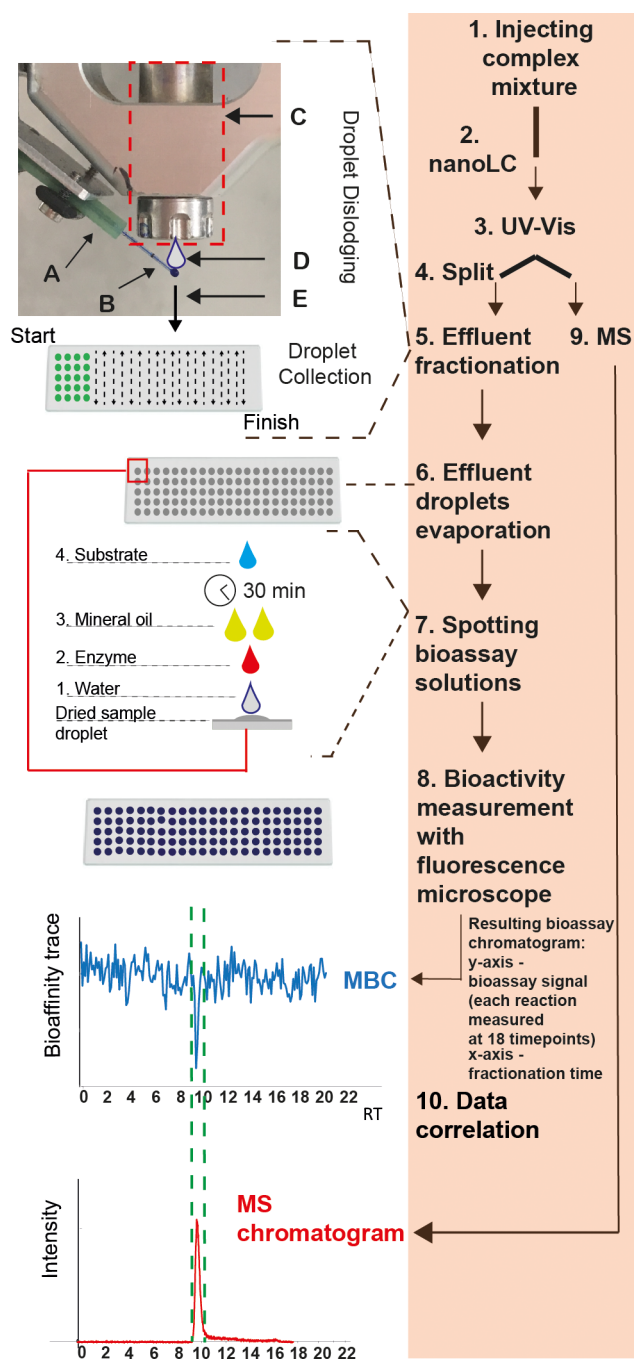 1. Injecting
complex
mixture
2.
nanoLC
3. UV-Vis
4. Split
5. Effluent
fractionation
9. MS
6. Effluent
droplets
evaporation
7. Spotting
bioassay
solutions
8. Bioactivity
measurement
with
fluorescence
microscope
Resulting bioassay
chromatogram:
y-axis -
bioassay signal
(each reaction
measured
at 18 timepoints)
x-axis -
fractionation time
10. Data
correlation
C
A
B
D
E
Droplet Dislodging
Start
Droplet
Collection
Finish
4. Substrate
30 min
3. Mineral oil
2. Enzyme
1. Water
Dried sample
droplet
Bioaffinity trace
MBC
0 2 4 6 8 10 12 14 16 18 20 22
RT
MS
chromatogram
Intensity
0 2 4 6 8 10 12 14 16 18 20 22